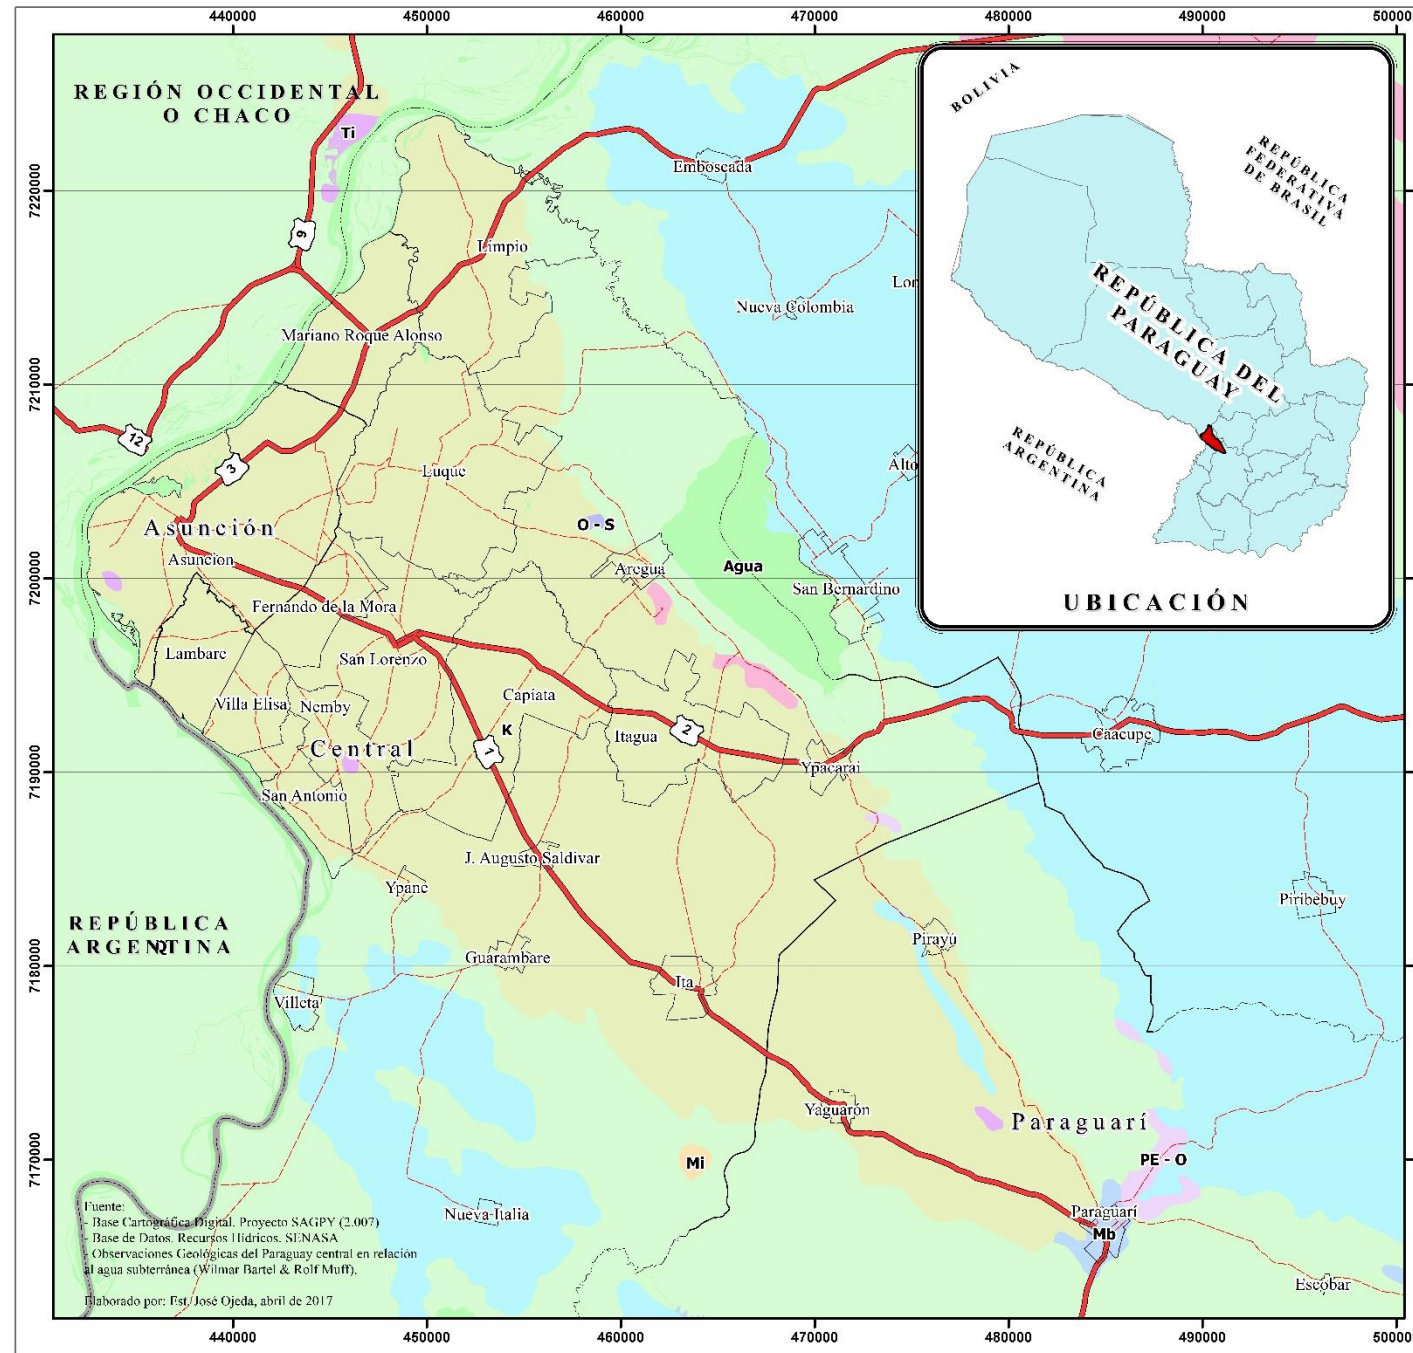 440000 450000 460000 470000 480000 490000 50000
REGIÓN OCCIDENTAL
O CHACO
Ti
BOLIVIA
REPÚBLICA
FEDERATIVA
DE BRASIL
REPÚBLICA DEL
PARAGUAY
REPÚBLICA
ARGENTINA
UBICACIÓN
7220000
7210000
7200000
7190000
7180000
7170000
Emboscada
9
Limpio
Nueva Colombia
Lon
Mariano Roque Alonso
12
3
Luque
Alto
Asunción
O - S
Asuncion
Aregua
Agua
San Bernardino
Fernando de la Mora
Lambare
San Lorenzo
Villa Elisa
Nemby
Capiata
K
Itagua
2
Caacupe
Central
1
Ypacarai
San Antonio
J. Augusto Saldivar
Ypane
Piribebuy
REPÚBLICA
ARGENTINA
Q
Guarambare
Pirayú
Ita
Villeta
Yaguarón
Paraguarí
Mi
PE - O
Nueva Italia
Paraguarí
Mb
Escobar
Fuente:
- Base Cartográfica Digital. Proyecto SAGPY (2.007)
- Base de Datos. Recursos Hídricos. SENASA
- Observaciones Geológicas del Paraguay central en relación
al agua subterránea (Wilmar Bartel & Rolf Muff).
Elaborado por: Est. José Ojeda, abril de 2017
440000 450000 460000 470000 480000 490000 50000